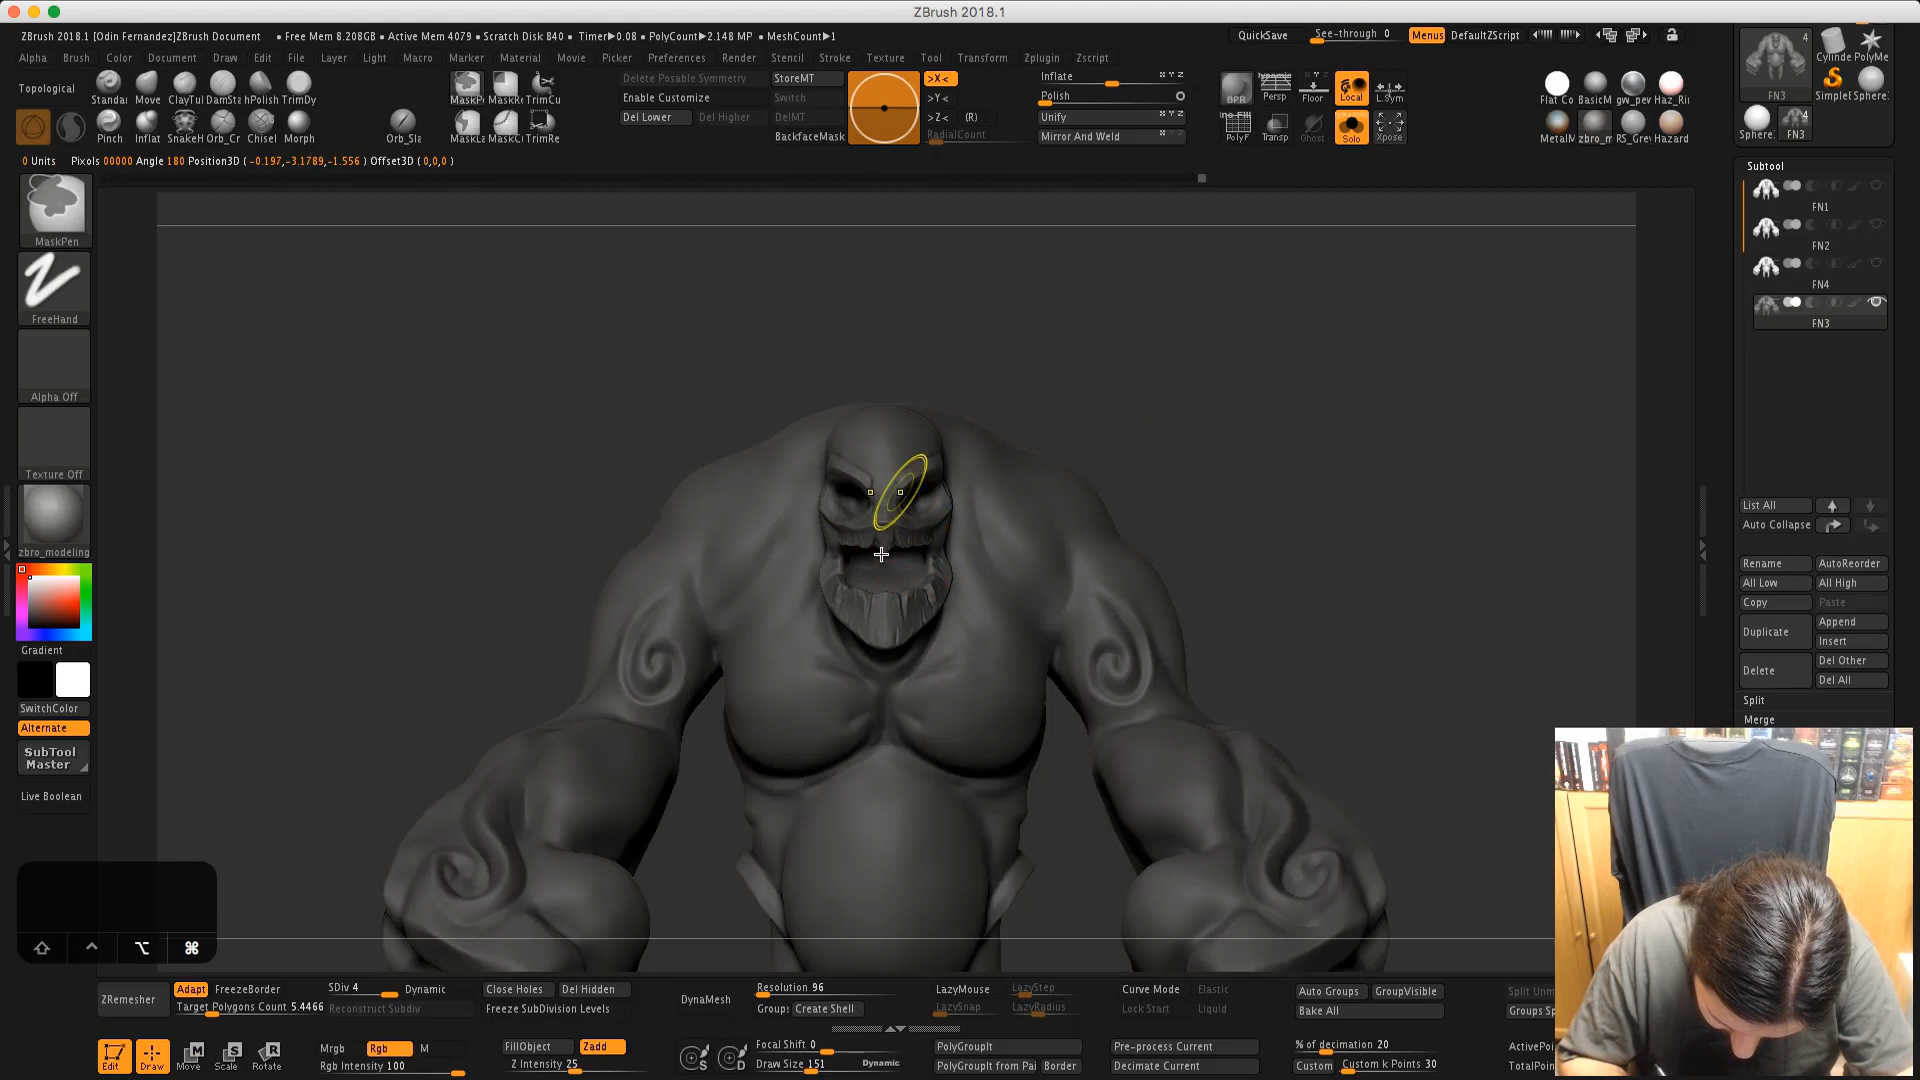 ZBrush 2018.1
ZBrush 2018.1 [Odin Fernandez]ZBrush Document • Free Mem 8.208GB • Active Mem 4079 • Scratch Disk 840 • Timer▶0.08 • PolyCount▶2.148 MP • MeshCount▶1
QuickSave See-through 0 Menus DefaultZScript
Alpha Brush Color Document Draw Edit File Layer Light Macro Marker Material Movie Picker Preferences Render Stencil Stroke Texture Tool Transform Zplugin Zscript
4
Cylinde PolyMe
FN3 Simplel Sphere
4
Sphere FN3
Topological
Standa Move ClayTul DamSta hPolish TrimDy
Pinch Inflat SnakeH Orb_Cr Chisel Morph
Orb_Sla
MaskPe MaskRe TrimCu
MaskLa MaskCi TrimRe
Delete Posable Symmetry StoreMT
Enable Customize Switch
Del Lower Del Higher DelMT
BackfaceMask
>X<
>Y<
>Z< (R)
RadialCount
Inflate
Polish
Unify
Mirror And Weld
BPR Persp Floor Local L.Sym
PolyF Transp Ghost Solo Xpose
Flat Co BasicM gw_pev Haz_Ri
MetalM zbro_m RS_Gre Hazard
0 Units Pixols 00000 Angle 180 Position3D (-0.197,-3.1789,-1.556 ) Offset3D (0,0,0 )
Subtool
FN1
FN2
FN4
FN3
MaskPen
FreeHand
Alpha Off
Texture Off
zbro_modeling
Gradient
SwitchColor
Alternate
SubTool
Master
Live Boolean
List All
Auto Collapse
Rename AutoReorder
All Low All High
Copy Paste
Duplicate Append
Insert
Delete Del Other
Del All
Split
Merge
⇧ ^ ⌥ ⌘
ZRemesher Adapt FreezeBorder
Target Polygons Count 5.4466
SDiv 4 Dynamic
Reconstruct Subdiv
Close Holes Del Hidden
Freeze SubDivision Levels
DynaMesh
Resolution 96
Groups Create Shell
LazyMouse LazyStep
LazySnap LazyRadius
Curve Mode Elastic
Lock Start Liquid
Auto Groups GroupVisible
Bake All
Edit Draw Move Scale Rotate
Mrgb Rgb M
Rgb Intensity 100
FillObject Zadd
Z Intensity 25
Focal Shift 0
Draw Size 151 Dynamic
PolyGroupIt
PolyGroupIt from Pai Border
Pre-process Current
Decimate Current
% of decimation 20
Custom Custom k Points 30